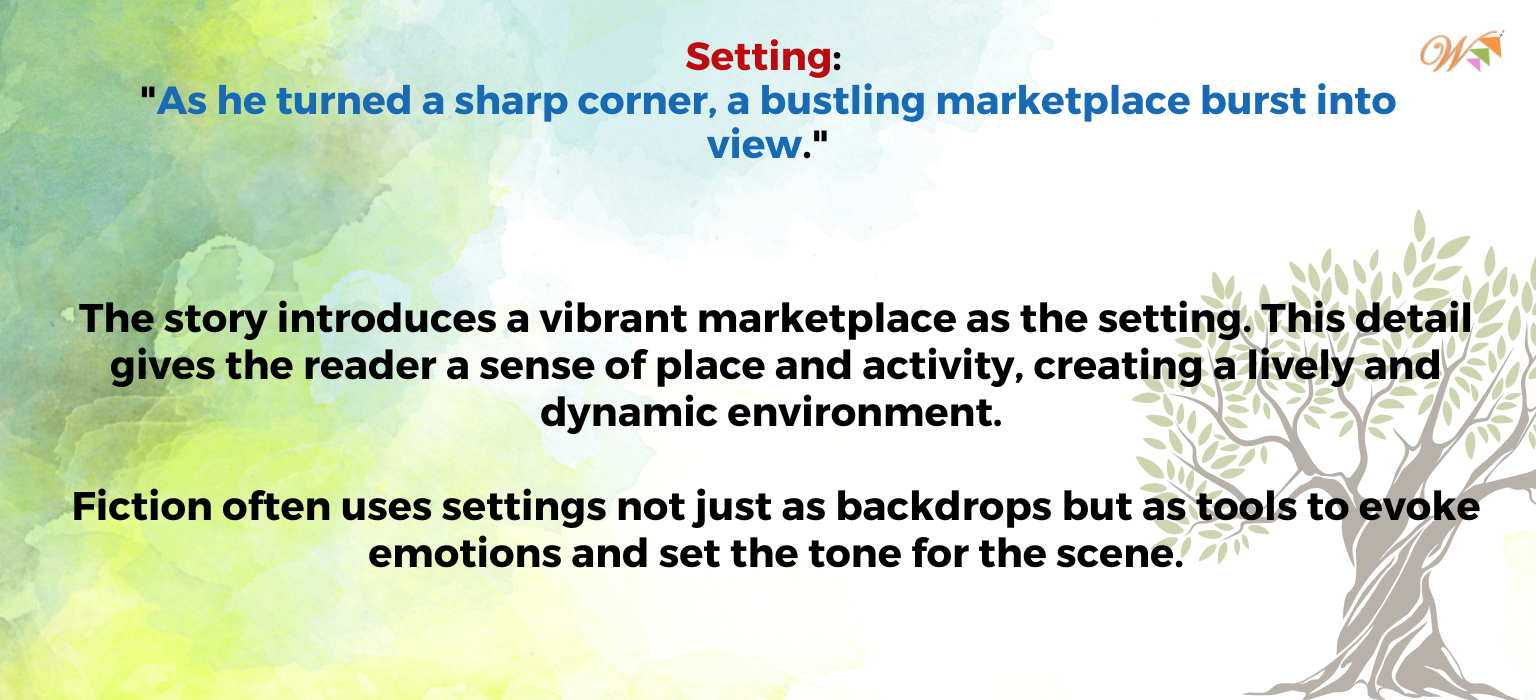 Setting:
"As he turned a sharp corner, a bustling marketplace burst into
view."
W
The story introduces a vibrant marketplace as the setting. This detail
gives the reader a sense of place and activity, creating a lively and
dynamic environment.
Fiction often uses settings not just as backdrops but as tools to evoke
emotions and set the tone for the scene.